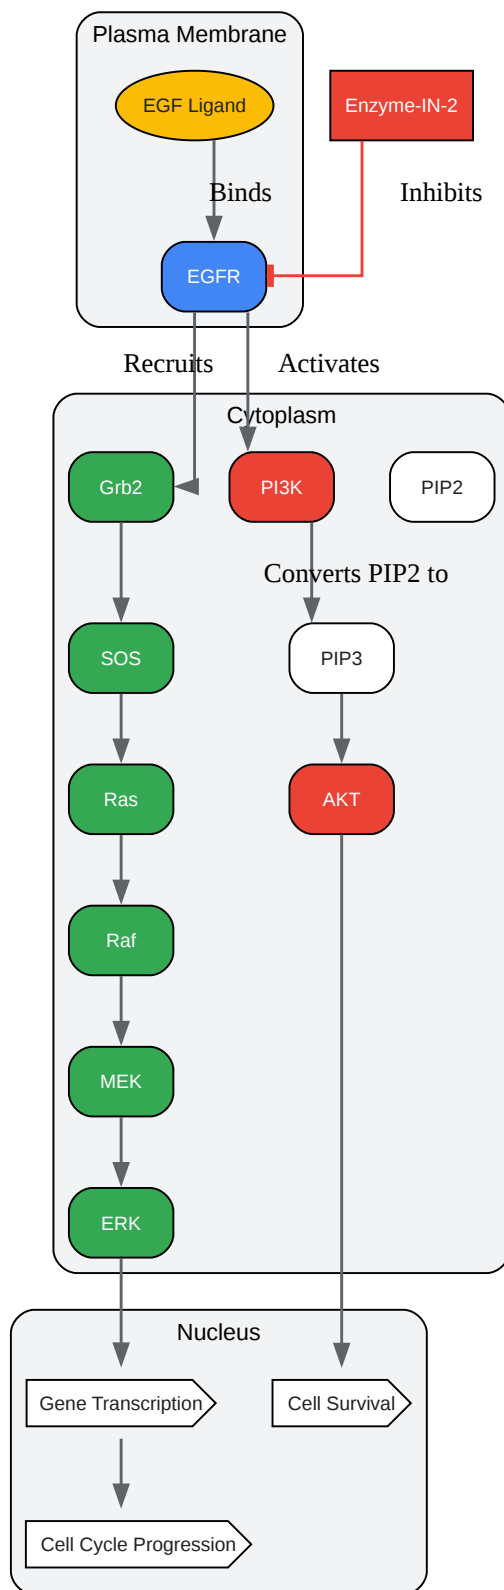 Plasma Membrane
EGF Ligand
Enzyme-IN-2
Binds
Inhibits
EGFR
Recruits
Activates
Cytoplasm
Grb2
PI3K
PIP2
Converts PIP2 to
SOS
PIP3
Ras
AKT
Raf
MEK
ERK
Nucleus
Gene Transcription
Cell Survival
Cell Cycle Progression